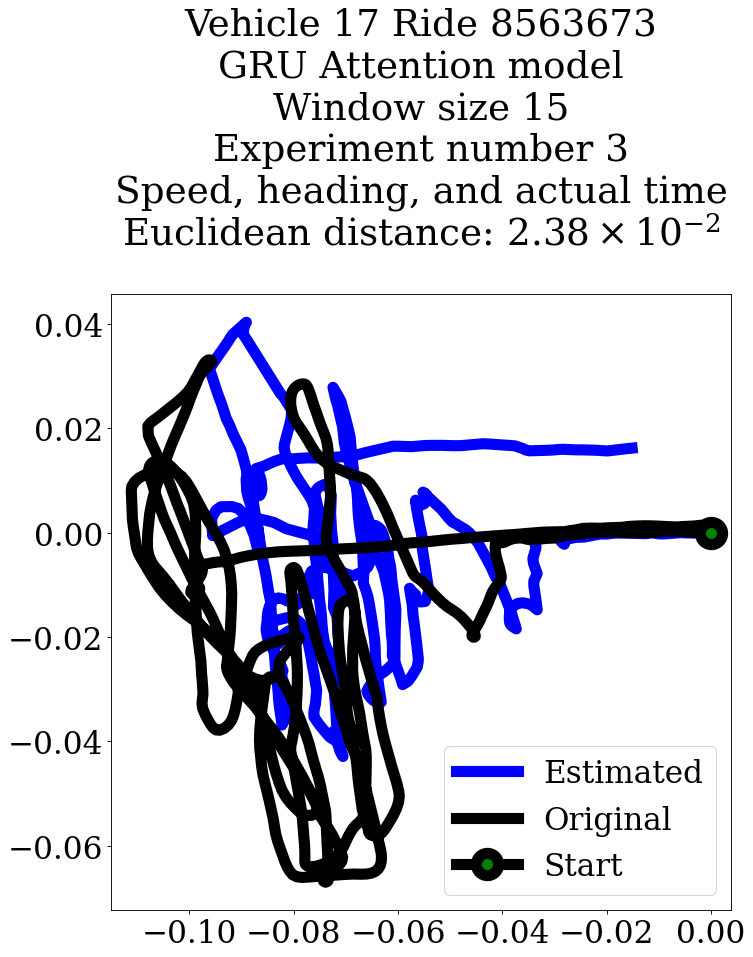 Vehicle 17 Ride 8563673
GRU Attention model
Window size 15
Experiment number 3
Speed, heading, and actual time
Euclidean distance: 2.38 × 10⁻²
0.04
0.02
0.00
−0.02
−0.04
−0.06
Estimated
Original
Start
−0.10 −0.08 −0.06 −0.04 −0.02 0.00